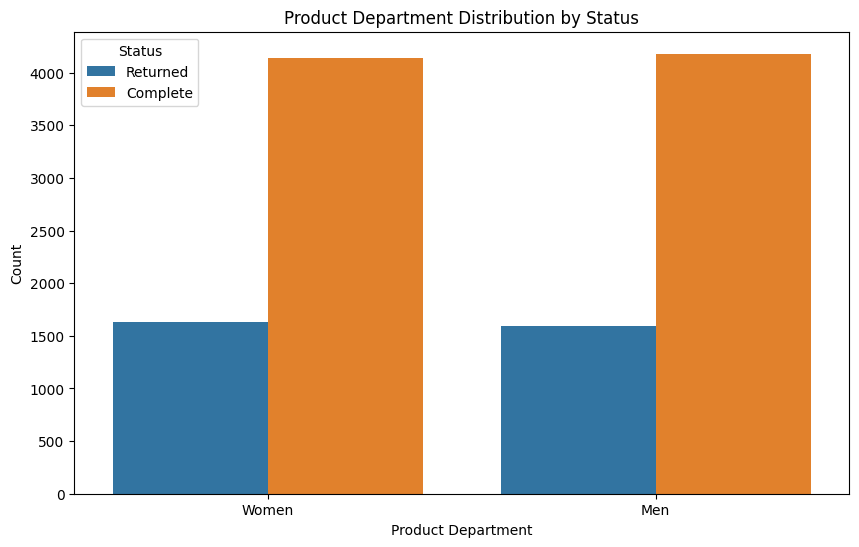 Product Department Distribution by Status
Status
Returned
Complete
4000
3500
3000
2500
2000
1500
1000
500
0
Count
Women
Men
Product Department